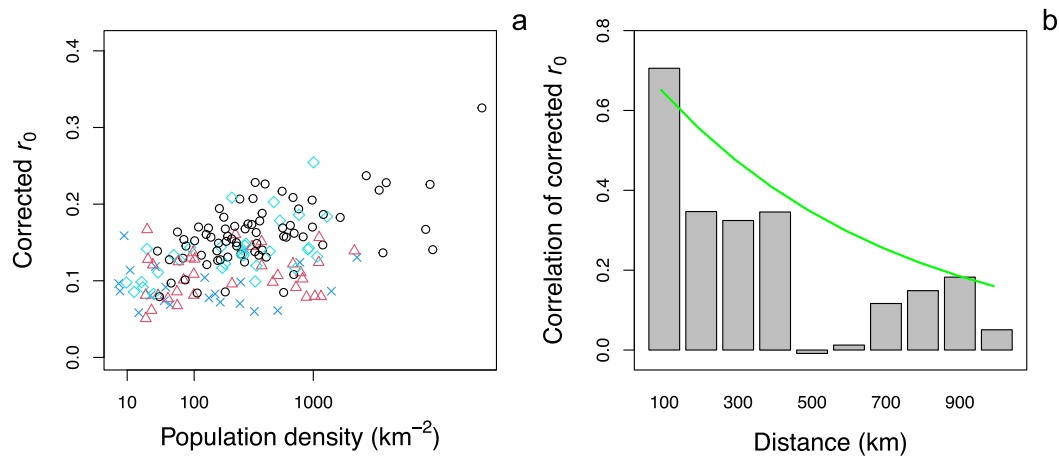 a
Corrected r0
0.4
0.3
0.2
0.1
0.0
10 100 1000
Population density (km−2)
b
Correlation of corrected r0
0.8
0.6
0.4
0.2
0.0
100 300 500 700 900
Distance (km)